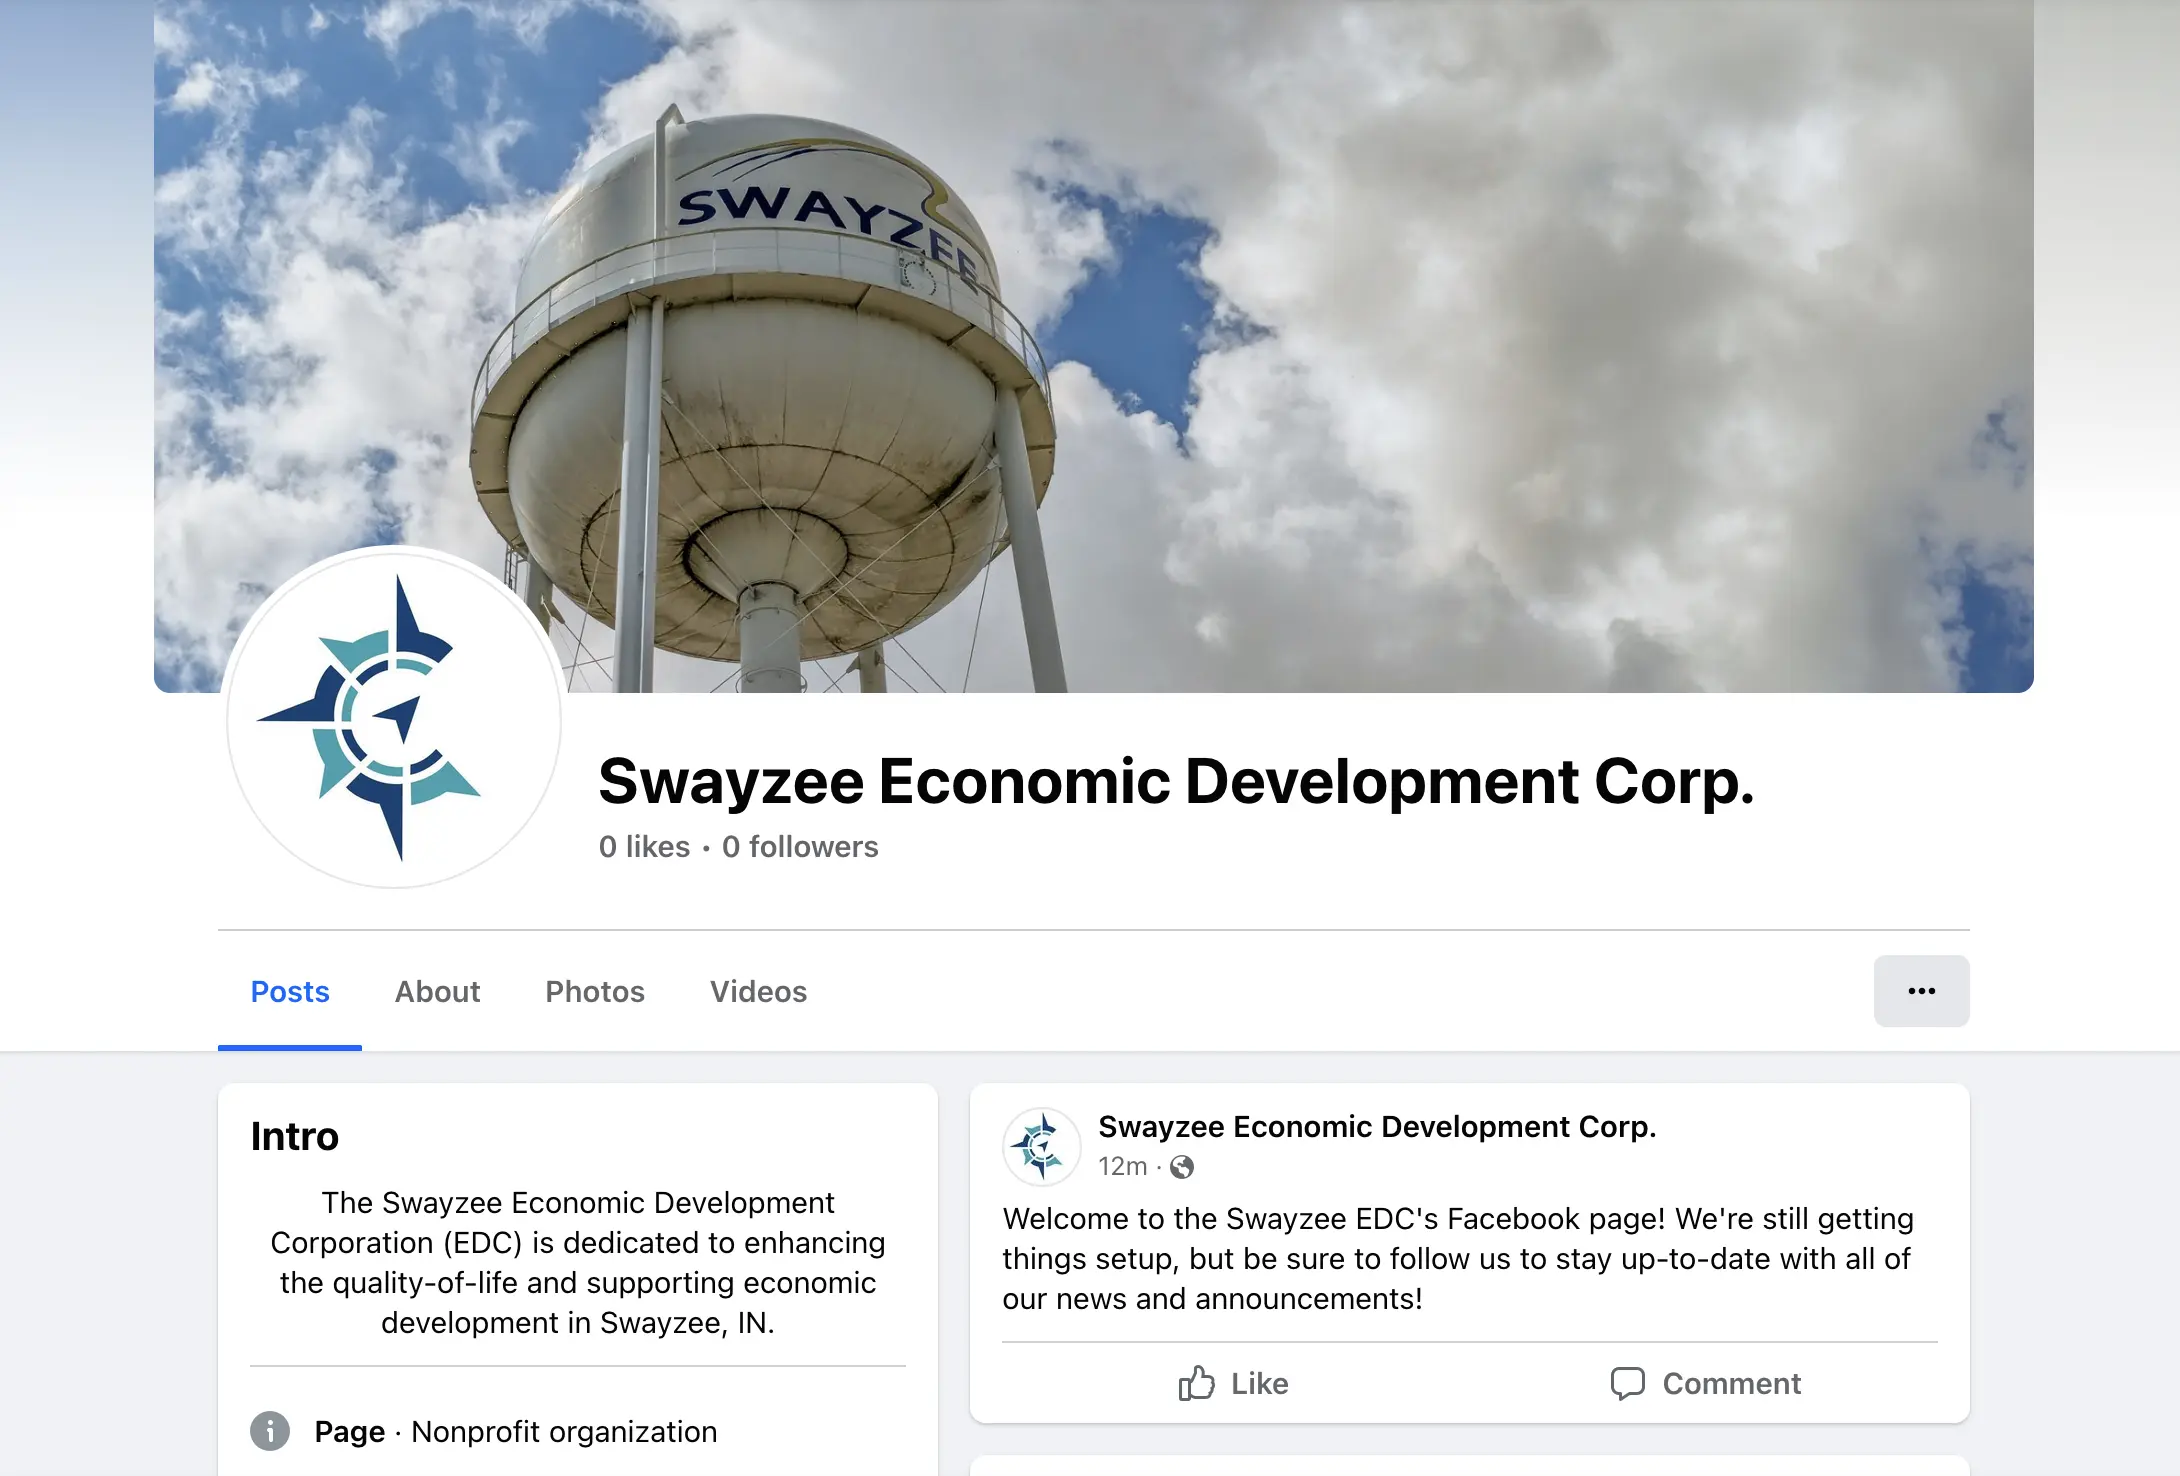 SWAYZEE
Swayzee Economic Development Corp.
0 likes · 0 followers
Posts
About
Photos
Videos
Intro
The Swayzee Economic Development
Corporation (EDC) is dedicated to enhancing
the quality-of-life and supporting economic
development in Swayzee, IN.
Page · Nonprofit organization
Swayzee Economic Development Corp.
12m ·
Welcome to the Swayzee EDC's Facebook page! We're still getting
things setup, but be sure to follow us to stay up-to-date with all of
our news and announcements!
Like
Comment